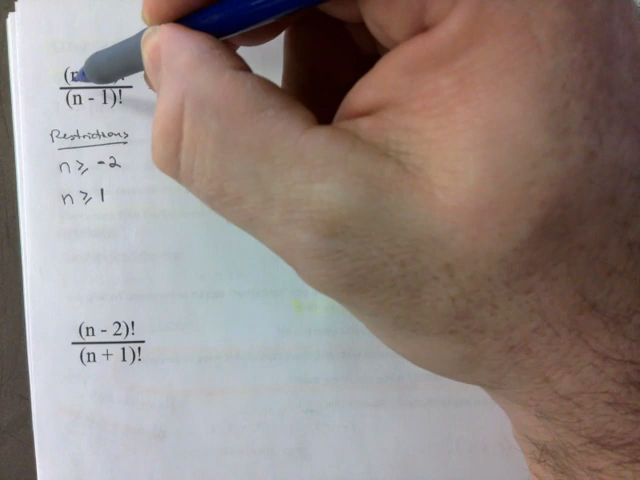 (n !
(n - 1)!
Restrictions
n ≥ -2
n ≥ 1
(n - 2)!
(n + 1)!